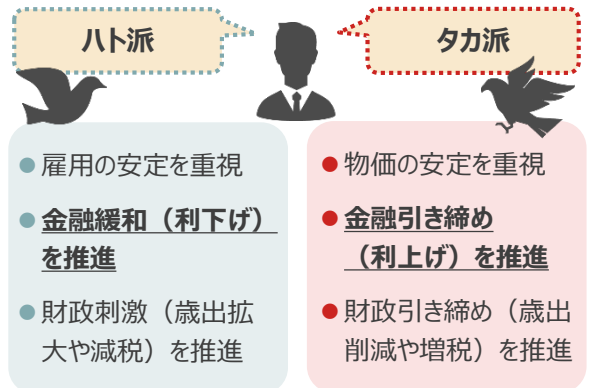 ハト派
タカ派
● 雇用の安定を重視
● 金融緩和（利下げ）
を推進
● 財政刺激（歳出拡
大や減税）を推進
● 物価の安定を重視
● 金融引き締め
（利上げ）を推進
● 財政引き締め（歳出
削減や増税）を推進